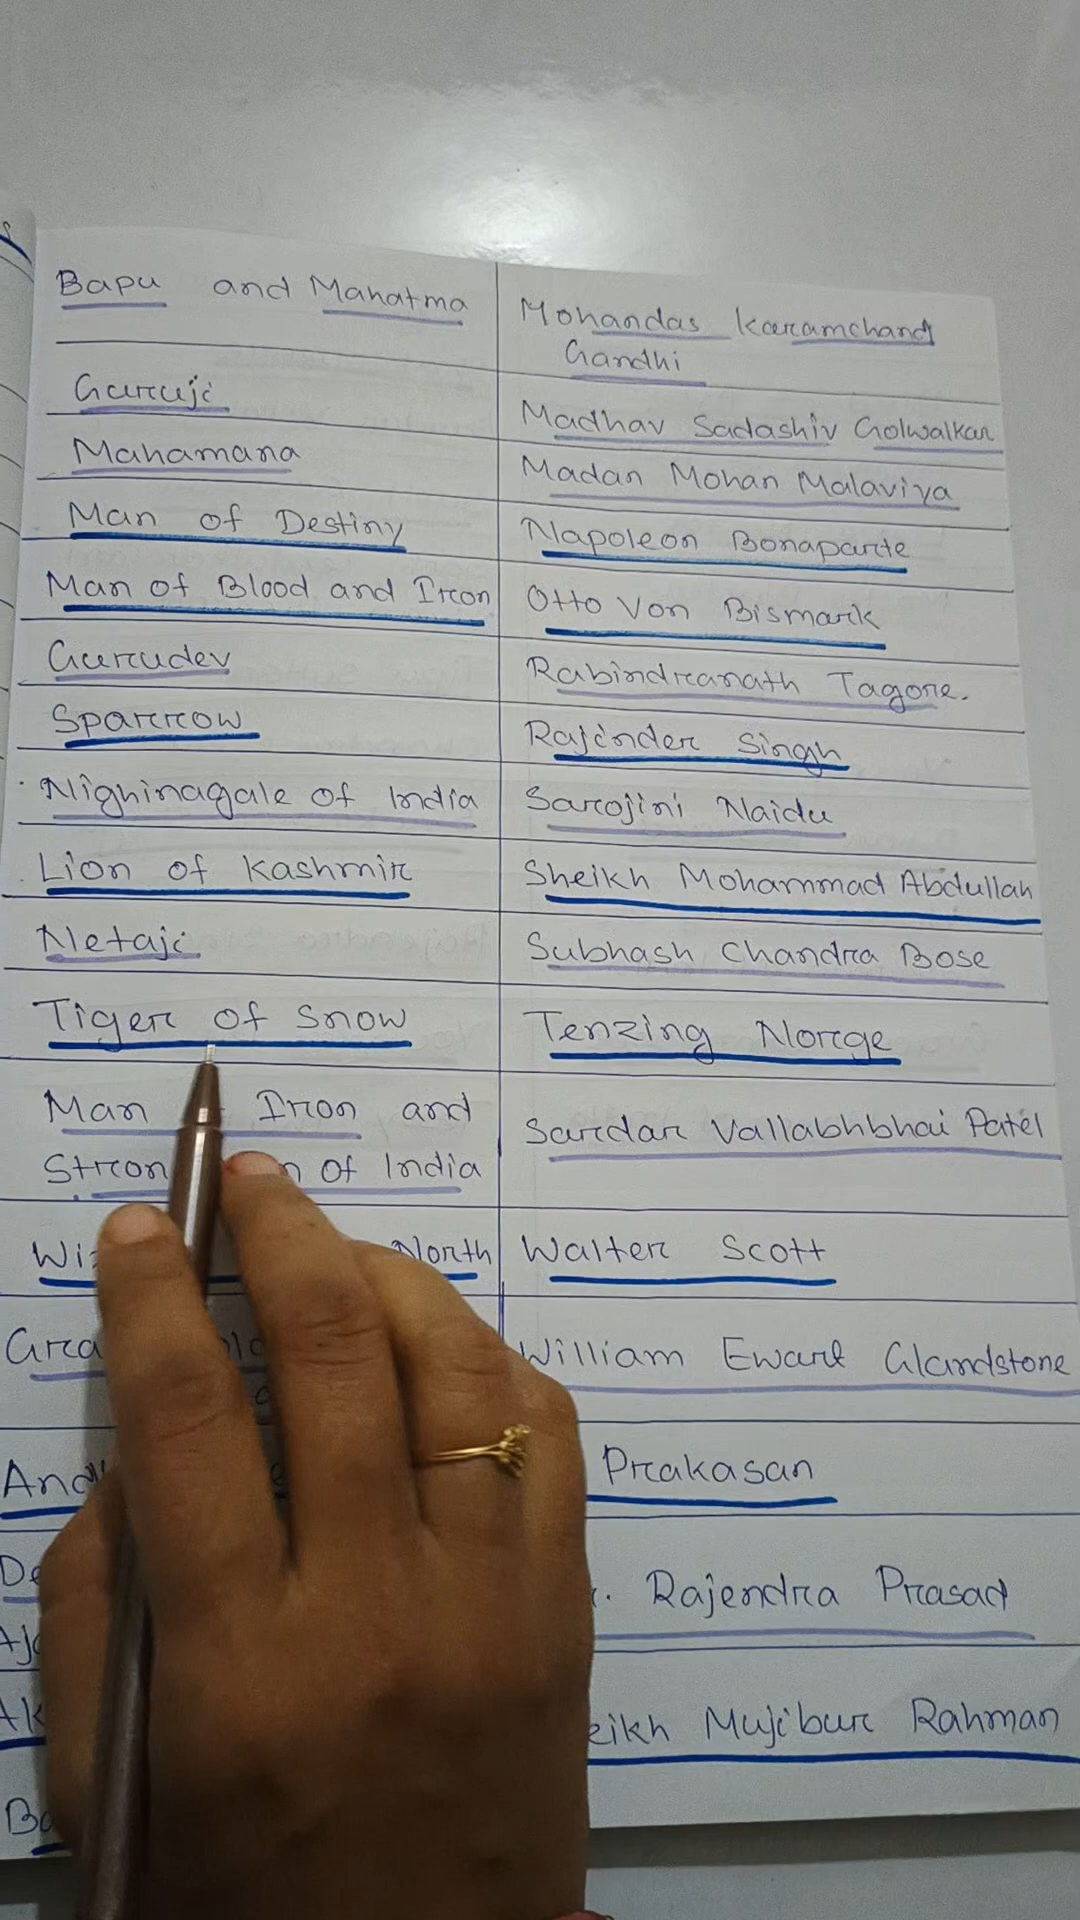 Bapu and Mahatma
Mohandas Karamchand
Gandhi
Guruji
Madhav Sadashiv Golwalkar
Mahamana
Madan Mohan Malaviya
Man of Destiny
Napoleon Bonaparte
Man of Blood and Iron
Otto Von Bismark
Gurudev
Rabindranath Tagore.
Sparrow
Rajinder Singh
Nighinagale of India
Sarojini Naidu
Lion of Kashmir
Sheikh Mohammad Abdullah
Netaji
Subhash Chandra Bose
Tiger of Snow
Tenzing Norge
Man Iron and
Sardar Vallabhbhai Patel
of India
North
Walter Scott
William Ewart Glandstone
Prakasan
Rajendra Prasad
Mujibur Rahman